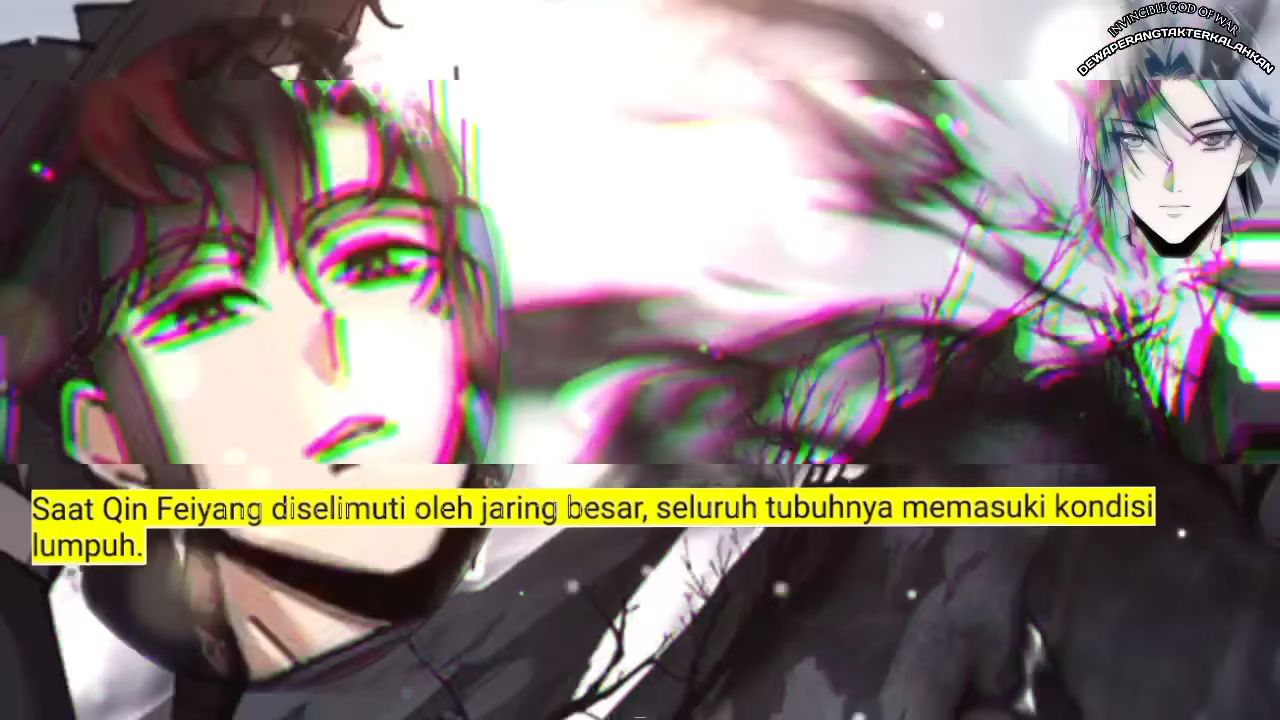 INVINCIBLE GOD OF WAR
DEWAPERANGTAKTERKALAHKAN
Saat Qin Feiyang diselimuti oleh jaring besar, seluruh tubuhnya memasuki kondisi
lumpuh.